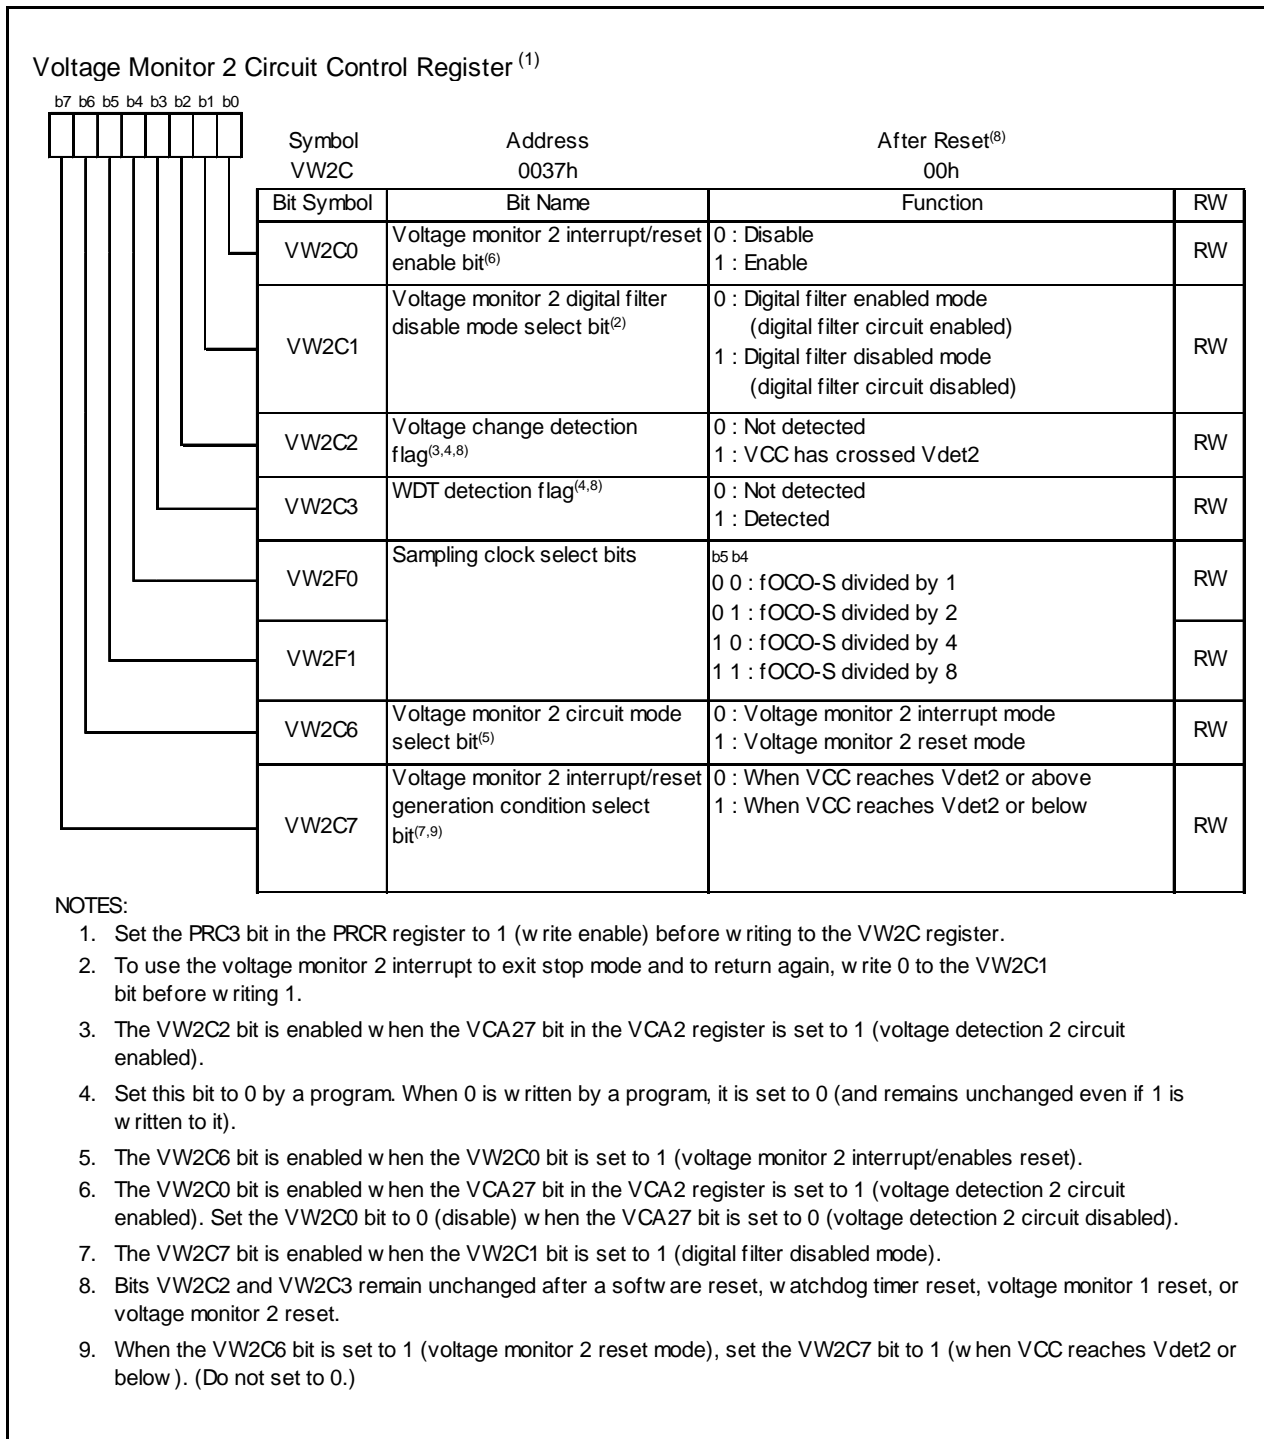 Voltage Monitor 2 Circuit Control Register (1)
b7 b6 b5 b4 b3 b2 b1 b0
Symbol Address After Reset(8)
VW2C 0037h 00h
Bit Symbol Bit Name Function RW
VW2C0 Voltage monitor 2 interrupt/reset enable bit(6) 0 : Disable
1 : Enable RW
VW2C1 Voltage monitor 2 digital filter disable mode select bit(2) 0 : Digital filter enabled mode
(digital filter circuit enabled)
1 : Digital filter disabled mode
(digital filter circuit disabled) RW
VW2C2 Voltage change detection flag(3,4,8) 0 : Not detected
1 : VCC has crossed Vdet2 RW
VW2C3 WDT detection flag(4,8) 0 : Not detected
1 : Detected RW
VW2F0 Sampling clock select bits b5 b4
0 0 : fOCO-S divided by 1 RW
0 1 : fOCO-S divided by 2
VW2F1 1 0 : fOCO-S divided by 4 RW
1 1 : fOCO-S divided by 8
VW2C6 Voltage monitor 2 circuit mode select bit(5) 0 : Voltage monitor 2 interrupt mode
1 : Voltage monitor 2 reset mode RW
VW2C7 Voltage monitor 2 interrupt/reset generation condition select bit(7,9) 0 : When VCC reaches Vdet2 or above
1 : When VCC reaches Vdet2 or below RW
NOTES:
1. Set the PRC3 bit in the PRCR register to 1 (write enable) before writing to the VW2C register.
2. To use the voltage monitor 2 interrupt to exit stop mode and to return again, write 0 to the VW2C1
bit before writing 1.
3. The VW2C2 bit is enabled when the VCA27 bit in the VCA2 register is set to 1 (voltage detection 2 circuit
enabled).
4. Set this bit to 0 by a program. When 0 is written by a program, it is set to 0 (and remains unchanged even if 1 is
written to it).
5. The VW2C6 bit is enabled when the VW2C0 bit is set to 1 (voltage monitor 2 interrupt/enables reset).
6. The VW2C0 bit is enabled when the VCA27 bit in the VCA2 register is set to 1 (voltage detection 2 circuit
enabled). Set the VW2C0 bit to 0 (disable) when the VCA27 bit is set to 0 (voltage detection 2 circuit disabled).
7. The VW2C7 bit is enabled when the VW2C1 bit is set to 1 (digital filter disabled mode).
8. Bits VW2C2 and VW2C3 remain unchanged after a software reset, watchdog timer reset, voltage monitor 1 reset, or
voltage monitor 2 reset.
9. When the VW2C6 bit is set to 1 (voltage monitor 2 reset mode), set the VW2C7 bit to 1 (when VCC reaches Vdet2 or
below). (Do not set to 0.)